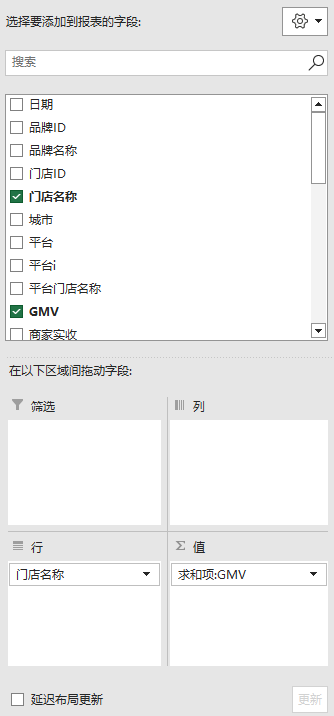 选择要添加到报表的字段:
搜索
日期
品牌ID
品牌名称
门店ID
门店名称
城市
平台
平台i
平台门店名称
GMV
商家实收
在以下区域间拖动字段:
筛选
列
行
值
门店名称
求和项:GMV
延迟布局更新
更新